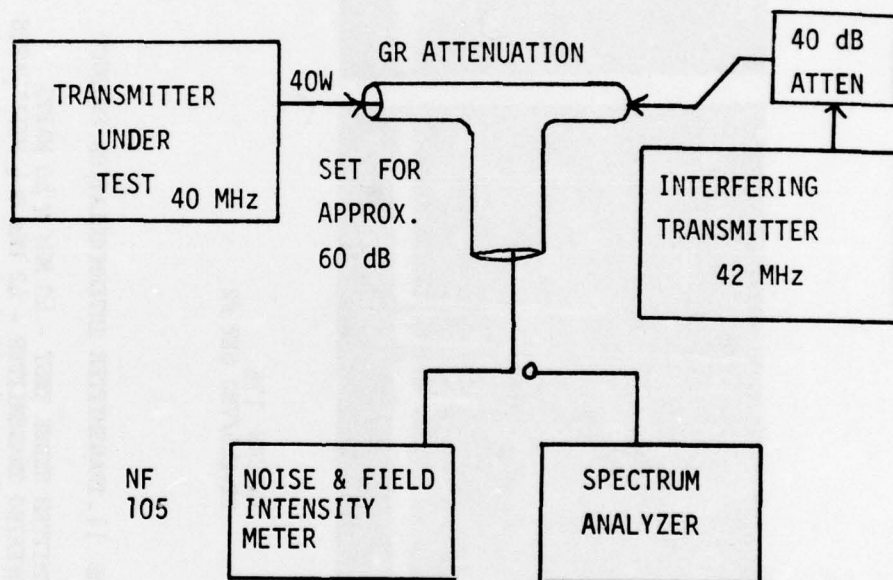 GR ATTENUATION
40 dB
ATTEN
40W
TRANSMITTER
UNDER
TEST
40 MHz
SET FOR
APPROX.
60 dB
INTERFERING
TRANSMITTER
42 MHz
NF
105
NOISE & FIELD
INTENSITY
METER
SPECTRUM
ANALYZER